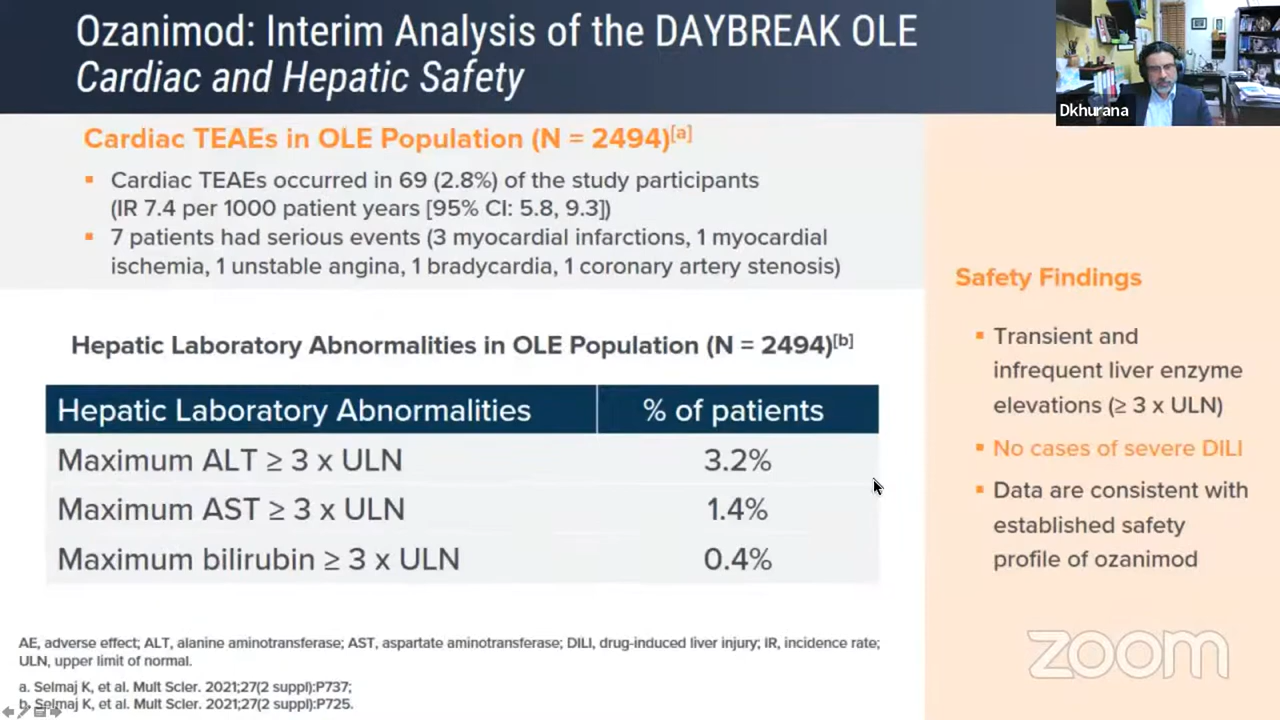 Ozanimod: Interim Analysis of the DAYBREAK OLE
Cardiac and Hepatic Safety
Dkhurana
Cardiac TEAEs in OLE Population (N = 2494)[a]
▪ Cardiac TEAEs occurred in 69 (2.8%) of the study participants
(IR 7.4 per 1000 patient years [95% CI: 5.8, 9.3])
▪ 7 patients had serious events (3 myocardial infarctions, 1 myocardial
ischemia, 1 unstable angina, 1 bradycardia, 1 coronary artery stenosis)
Hepatic Laboratory Abnormalities in OLE Population (N = 2494)[b]
Hepatic Laboratory Abnormalities % of patients
Maximum ALT ≥ 3 x ULN 3.2%
Maximum AST ≥ 3 x ULN 1.4%
Maximum bilirubin ≥ 3 x ULN 0.4%
Safety Findings
▪ Transient and
infrequent liver enzyme
elevations (≥ 3 x ULN)
▪ No cases of severe DILI
▪ Data are consistent with
established safety
profile of ozanimod
AE, adverse effect; ALT, alanine aminotransferase; AST, aspartate aminotransferase; DILI, drug-induced liver injury; IR, incidence rate;
ULN, upper limit of normal.
a. Selmaj K, et al. Mult Scler. 2021;27(2 suppl):P737;
b. Selmaj K, et al. Mult Scler. 2021;27(2 suppl):P725.
zoom